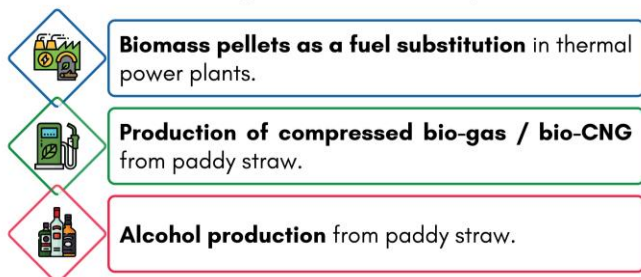 Biomass pellets as a fuel substitution in thermal
power plants.
Production of compressed bio-gas / bio-CNG
from paddy straw.
Alcohol production from paddy straw.